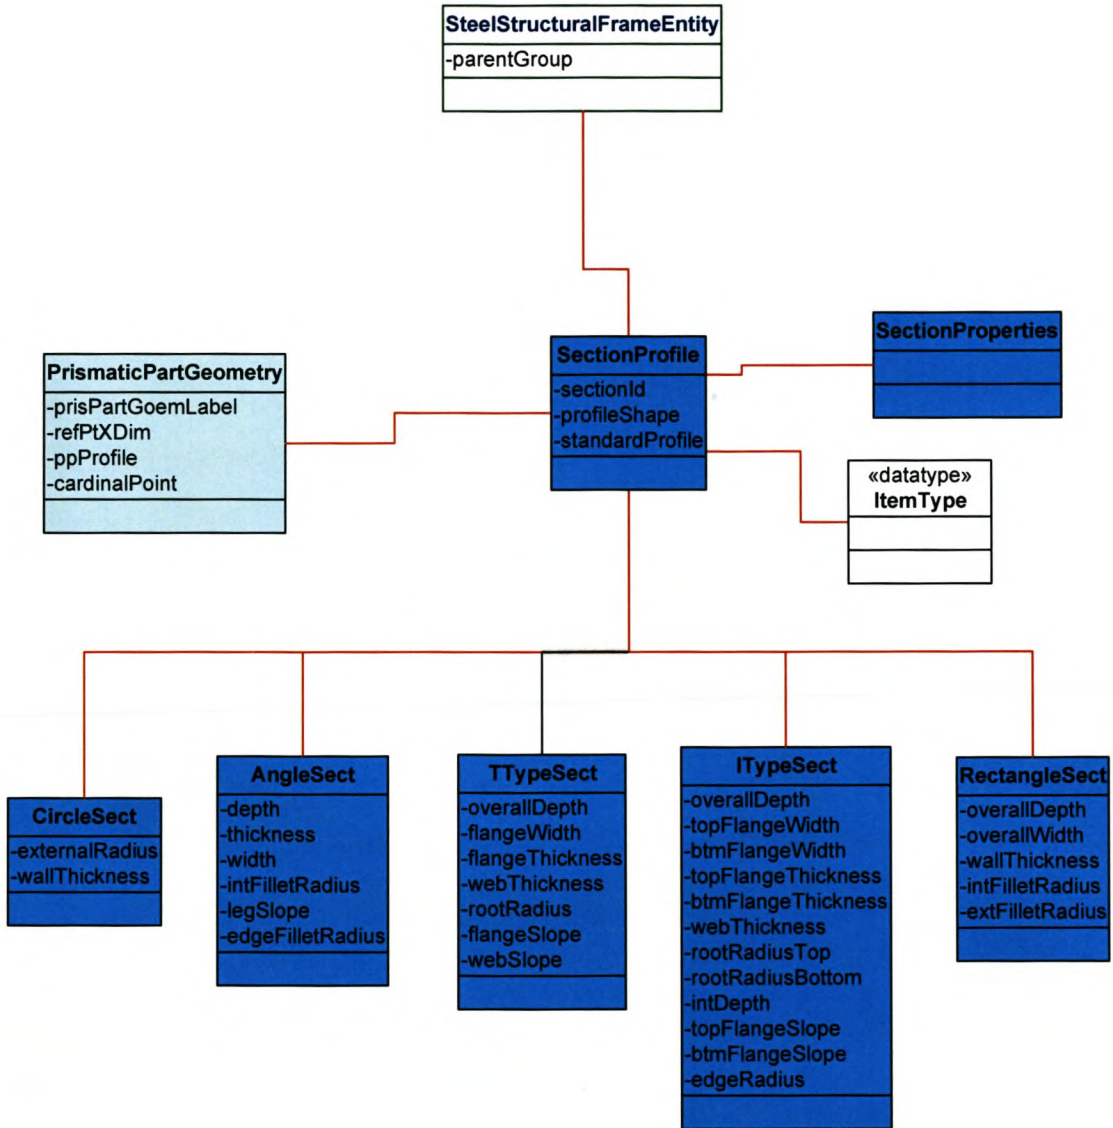 SteelStructuralFrameEntity
-parentGroup
SectionProfile
-sectionId
-profileShape
-standardProfile
SectionProperties
PrismaticPartGeometry
-prisPartGoemLabel
-refPtXDim
-ppProfile
-cardinalPoint
«datatype»
ItemType
CircleSect
-externalRadius
-wallThickness
AngleSect
-depth
-thickness
-width
-intFilletRadius
-legSlope
-edgeFilletRadius
TTypeSect
-overallDepth
-flangeWidth
-flangeThickness
-webThickness
-rootRadius
-flangeSlope
-webSlope
ITypeSect
-overallDepth
-topFlangeWidth
-btmFlangeWidth
-topFlangeThickness
-btmFlangeThickness
-webThickness
-rootRadiusTop
-rootRadiusBottom
-intDepth
-topFlangeSlope
-btmFlangeSlope
-edgeRadius
RectangleSect
-overallDepth
-overallWidth
-wallThickness
-intFilletRadius
-extFilletRadius